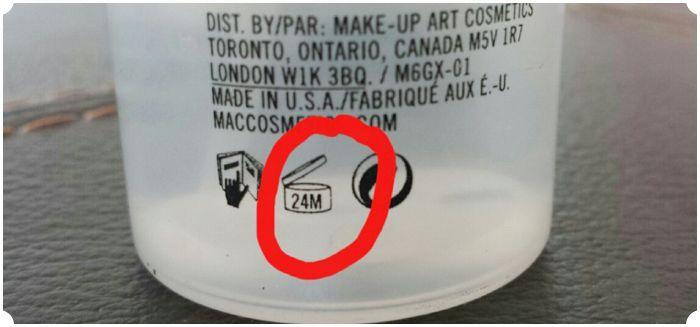 DIST. BY/PAR: MAKE-UP ART COSMETICS
TORONTO, ONTARIO, CANADA M5V 1R7
LONDON W1K 3BQ. / M6GX-01
MADE IN U.S.A./FABRIQUÉ AUX É.-U.
24M